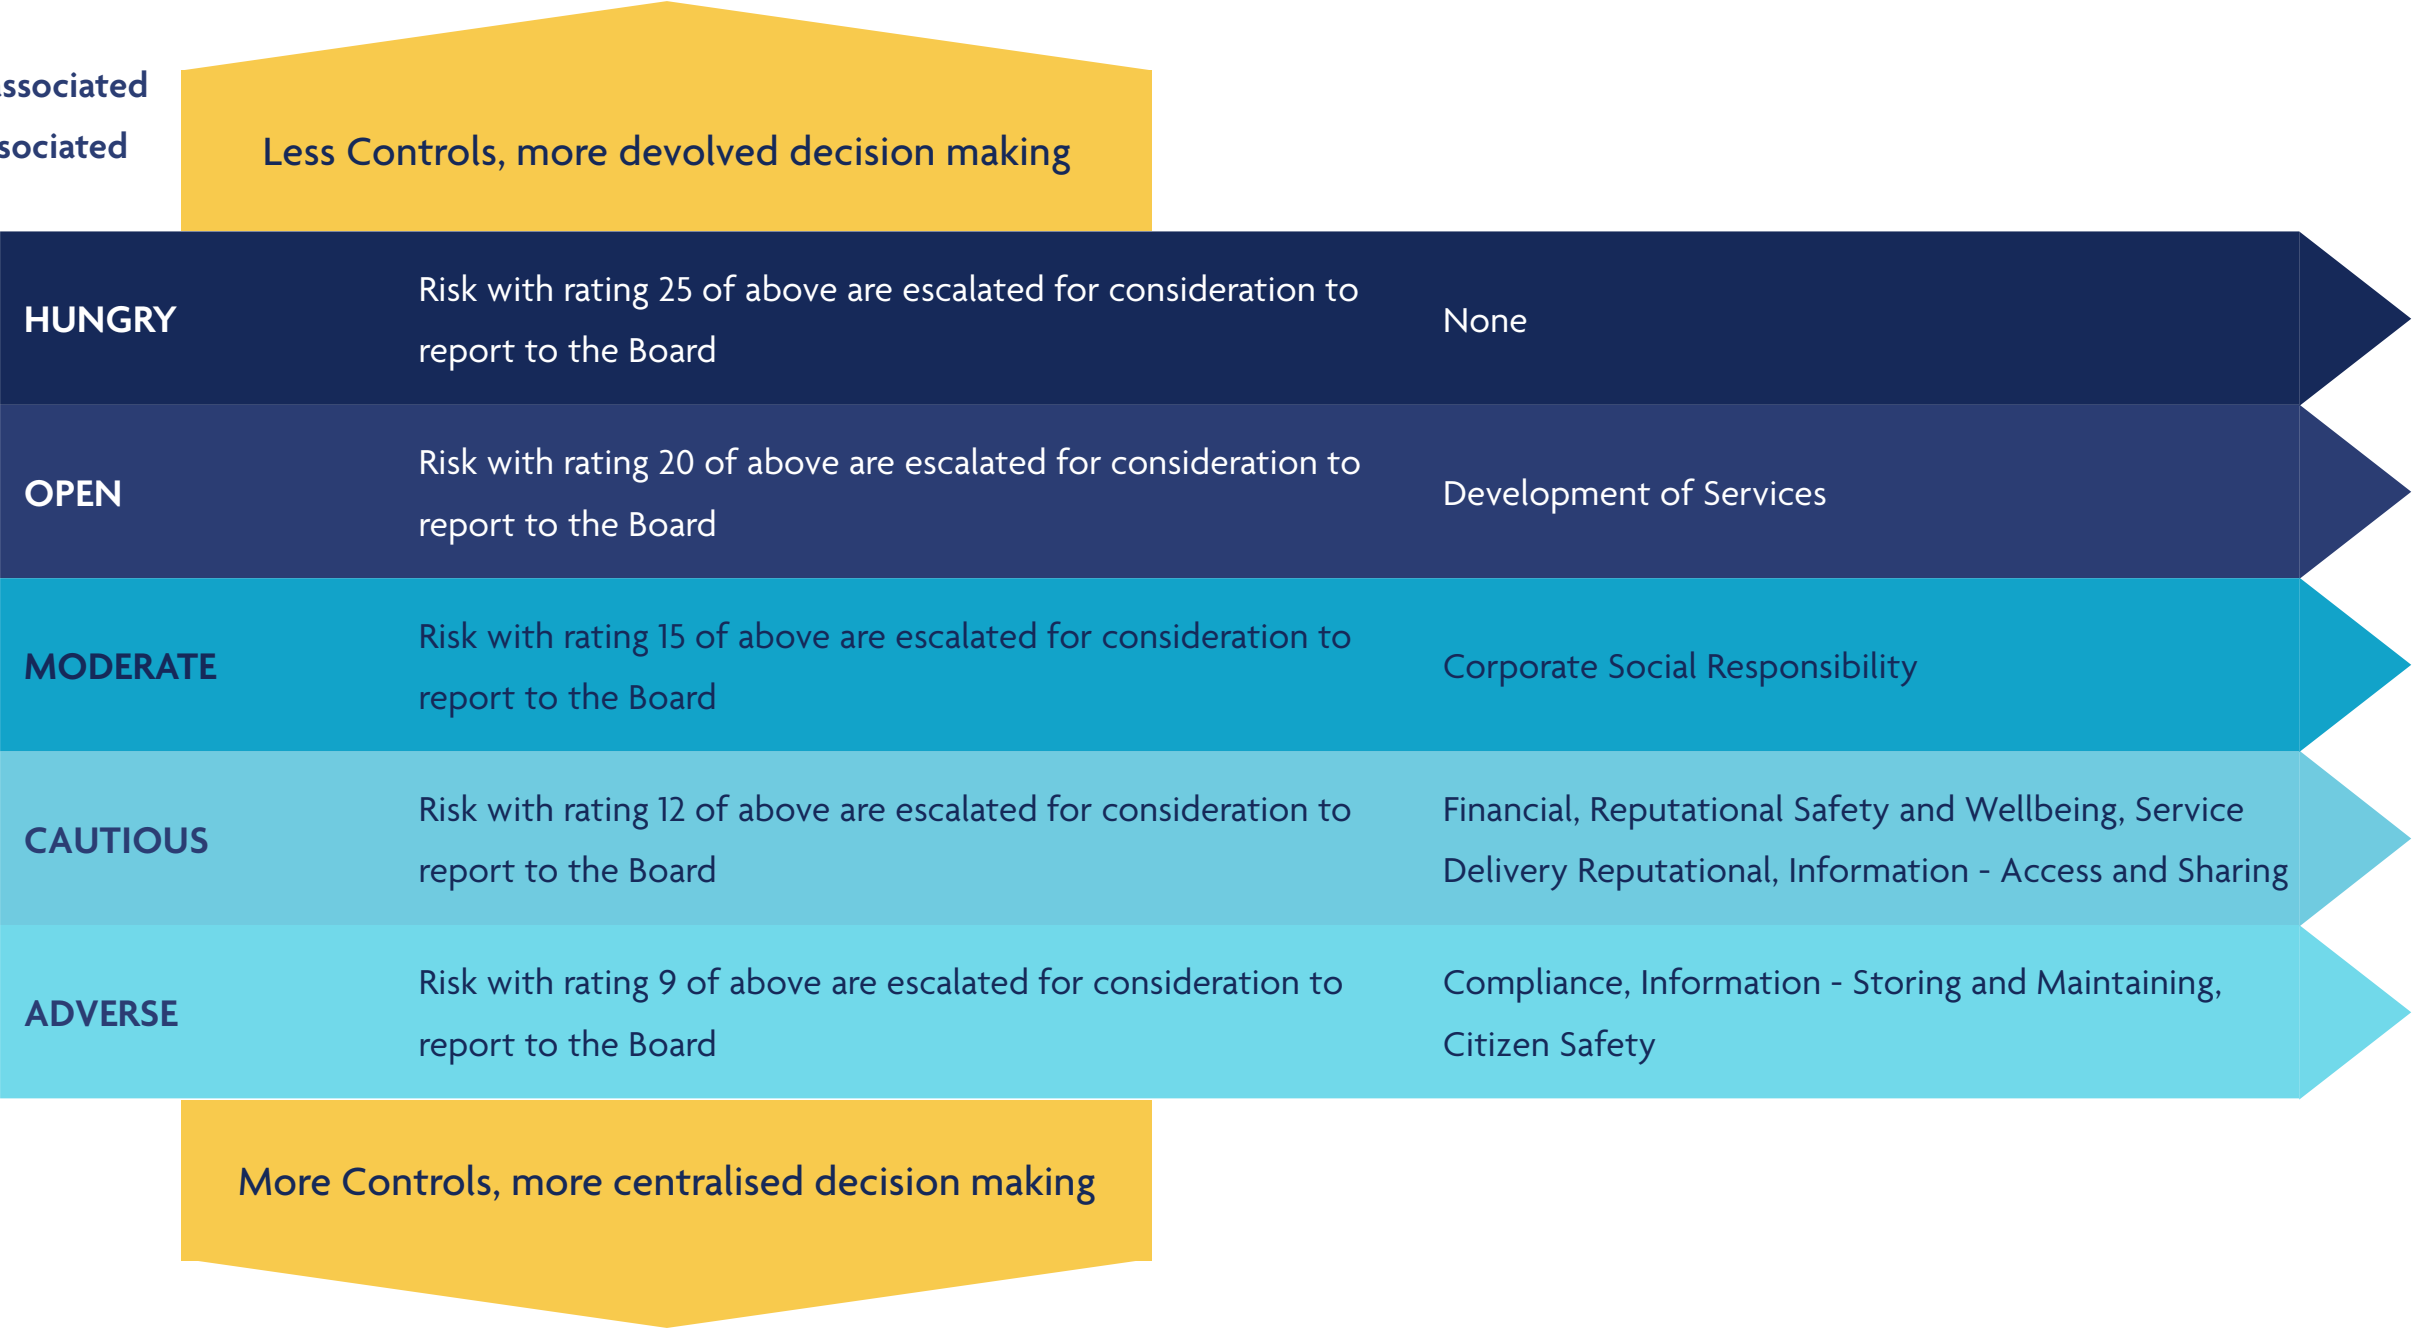 Less Controls, more devolved decision making
HUNGRY
Risk with rating 25 of above are escalated for consideration to
report to the Board
None
OPEN
Risk with rating 20 of above are escalated for consideration to
report to the Board
Development of Services
MODERATE
Risk with rating 15 of above are escalated for consideration to
report to the Board
Corporate Social Responsibility
CAUTIOUS
Risk with rating 12 of above are escalated for consideration to
report to the Board
Financial, Reputational Safety and Wellbeing, Service
Delivery Reputational, Information - Access and Sharing
ADVERSE
Risk with rating 9 of above are escalated for consideration to
report to the Board
Compliance, Information - Storing and Maintaining,
Citizen Safety
More Controls, more centralised decision making